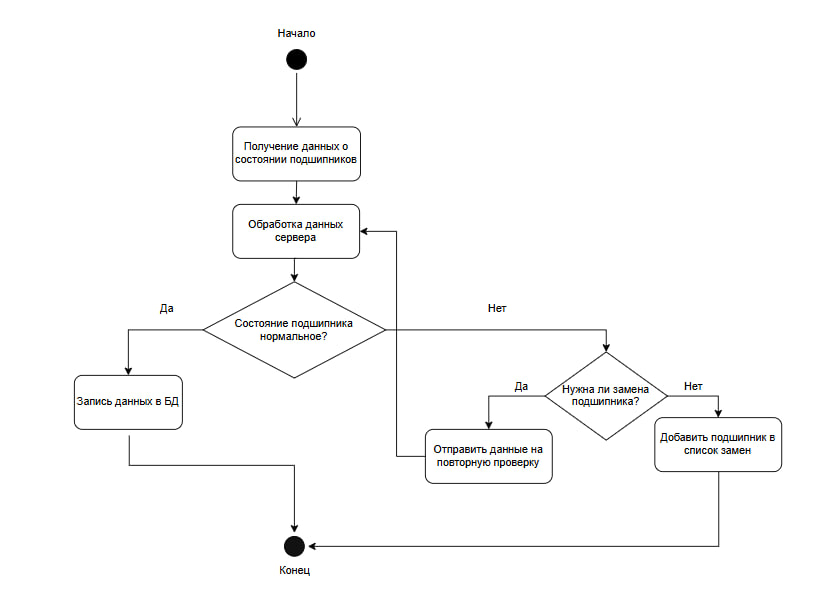 Начало
Получение данных о
состоянии подшипников
Обработка данных
сервера
Да
Нет
Состояние подшипника
нормальное?
Запись данных в БД
Да
Нет
Нужна ли замена
подшипника?
Отправить данные на
повторную проверку
Добавить подшипник в
список замен
Конец